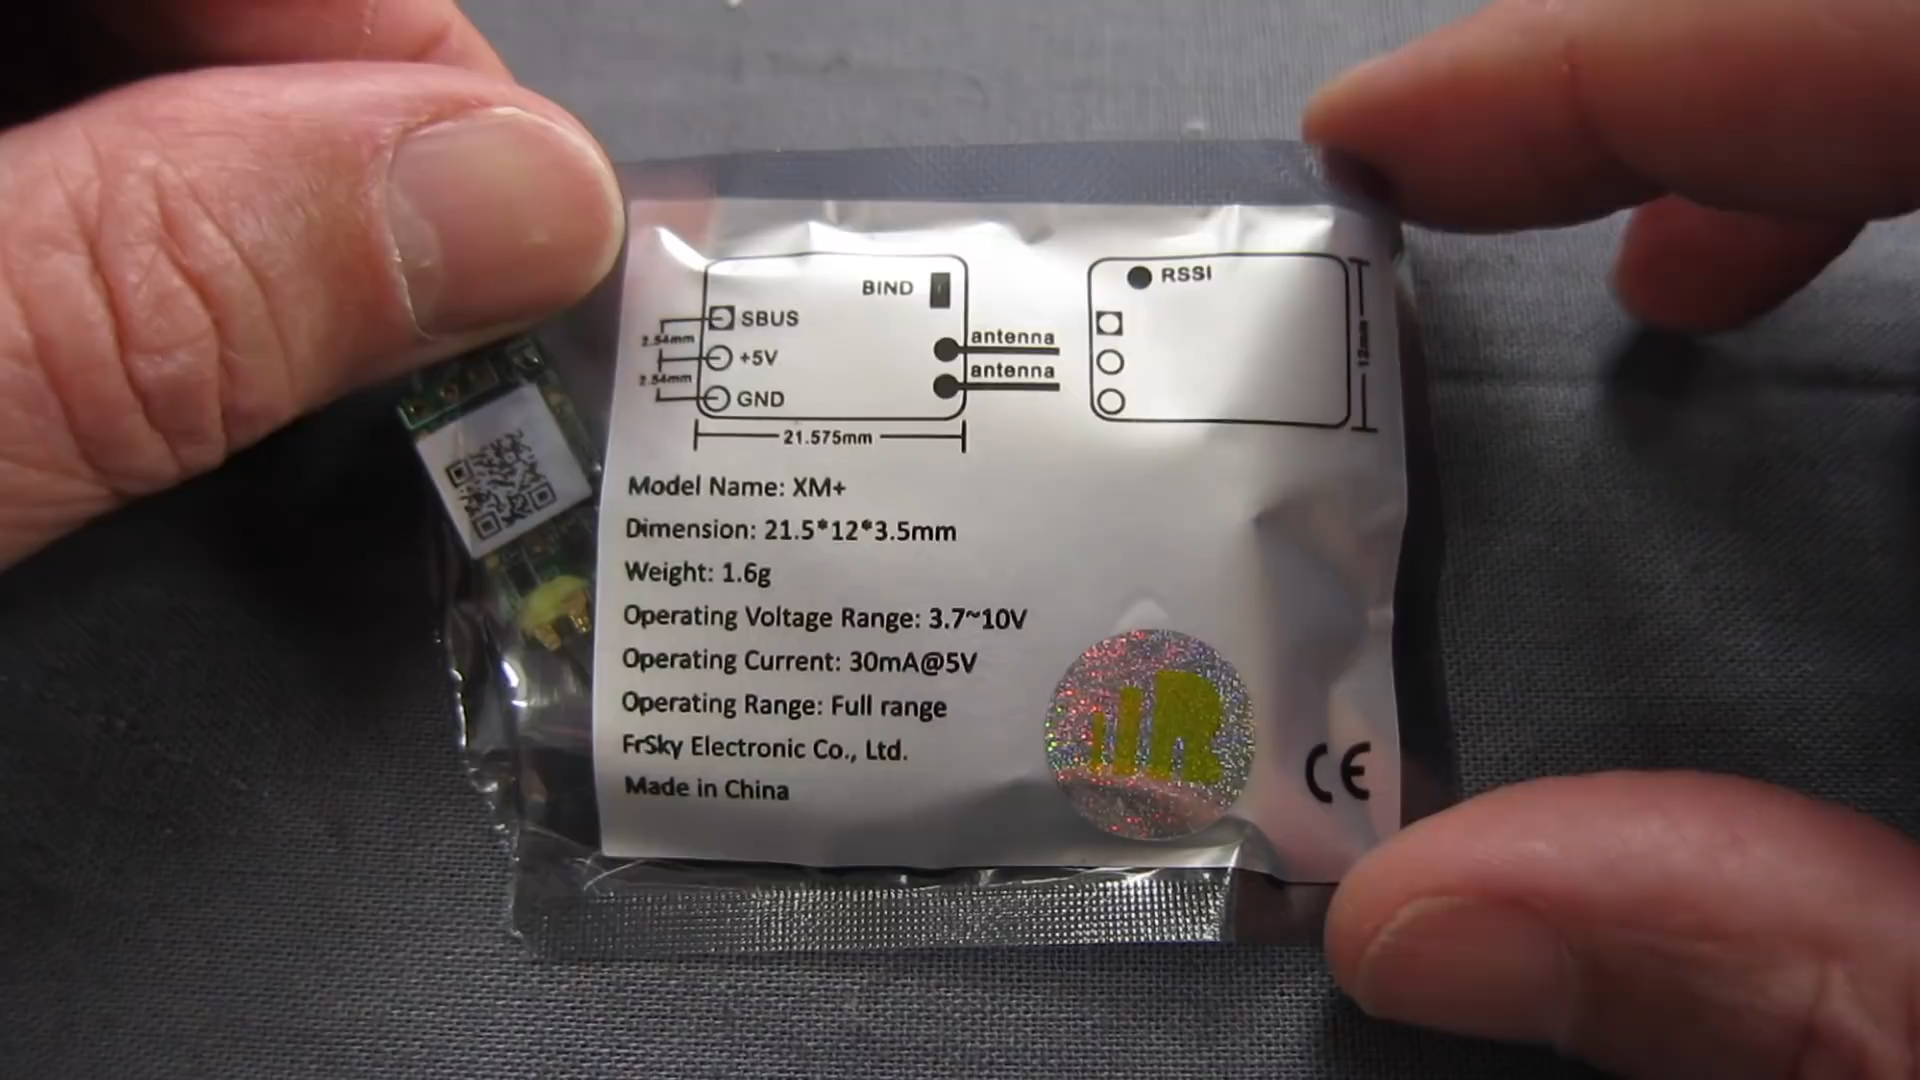 BIND
SBUS
+5V
GND
2.54mm
2.54mm
antenna
antenna
21.575mm
RSSI
12mm
Model Name: XM+
Dimension: 21.5*12*3.5mm
Weight: 1.6g
Operating Voltage Range: 3.7~10V
Operating Current: 30mA@5V
Operating Range: Full range
FrSky Electronic Co., Ltd.
Made in China
R
CE